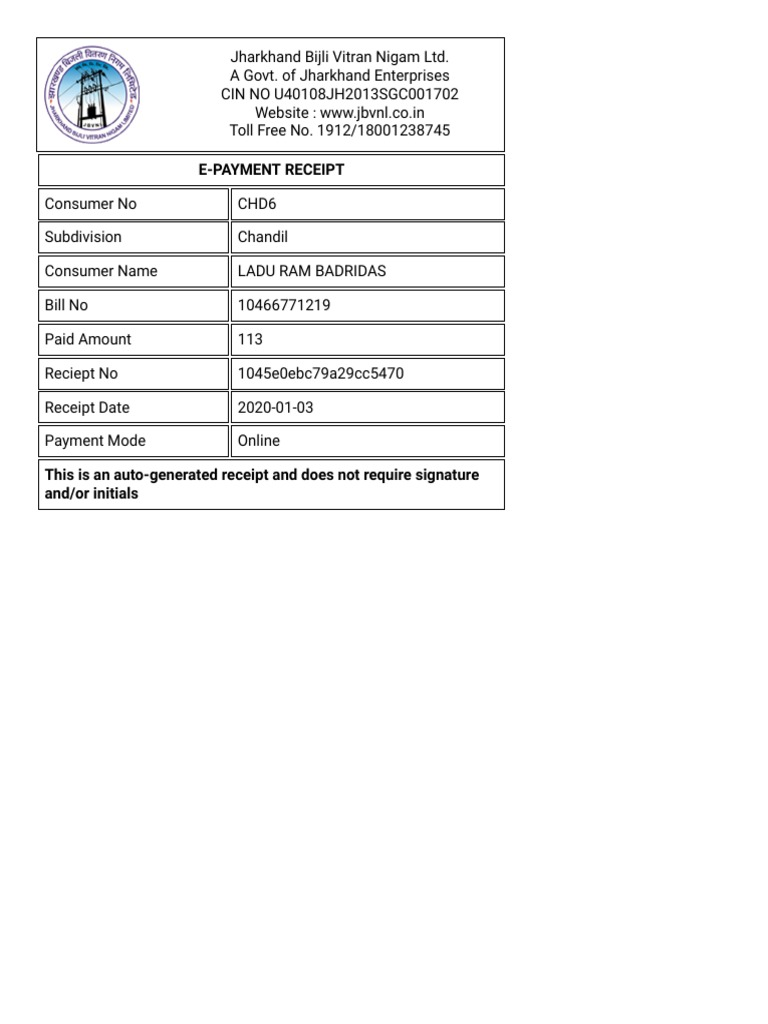 झारखण्ड बिजली वितरण निगम लिमिटेड
JBVNL
JHARKHAND BIJLI VITRAN NIGAM LIMITED
Jharkhand Bijli Vitran Nigam Ltd.
A Govt. of Jharkhand Enterprises
CIN NO U40108JH2013SGC001702
Website : www.jbvnl.co.in
Toll Free No. 1912/18001238745
E-PAYMENT RECEIPT
Consumer No CHD6
Subdivision Chandil
Consumer Name LADU RAM BADRIDAS
Bill No 10466771219
Paid Amount 113
Reciept No 1045e0ebc79a29cc5470
Receipt Date 2020-01-03
Payment Mode Online
This is an auto-generated receipt and does not require signature
and/or initials